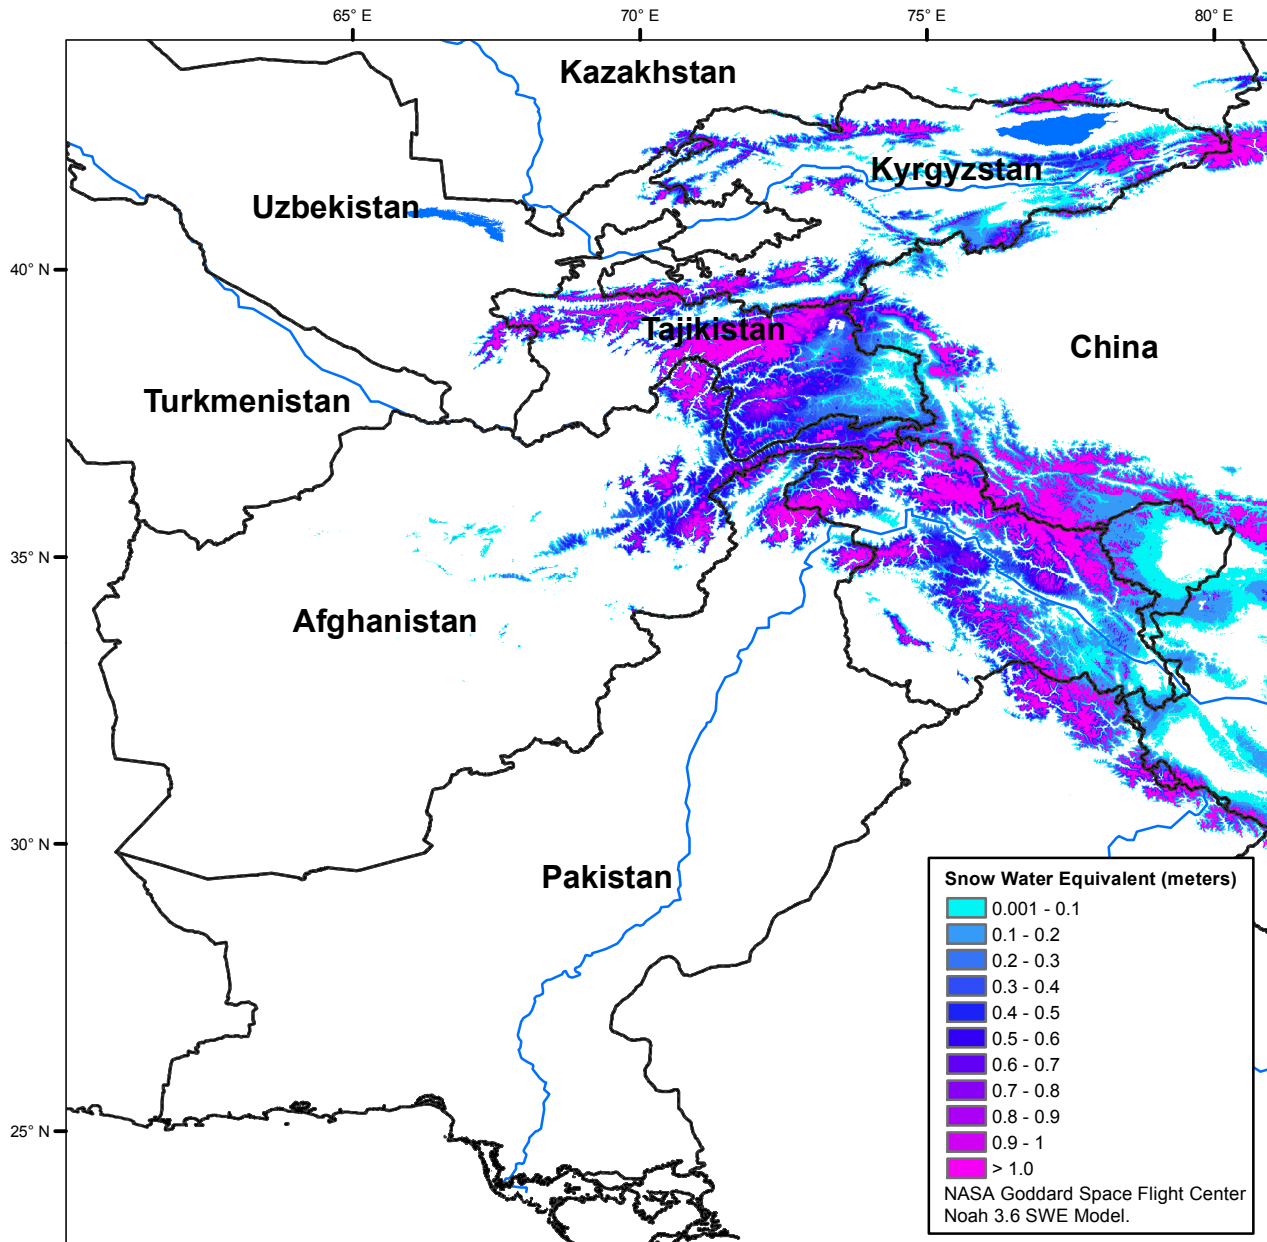 65° E
70° E
75° E
80° E
Kazakhstan
Kyrgyzstan
Uzbekistan
40° N
Tajikistan
China
Turkmenistan
35° N
Afghanistan
30° N
Pakistan
25° N
Snow Water Equivalent (meters)
0.001 - 0.1
0.1 - 0.2
0.2 - 0.3
0.3 - 0.4
0.4 - 0.5
0.5 - 0.6
0.6 - 0.7
0.7 - 0.8
0.8 - 0.9
0.9 - 1
> 1.0
NASA Goddard Space Flight Center
Noah 3.6 SWE Model.